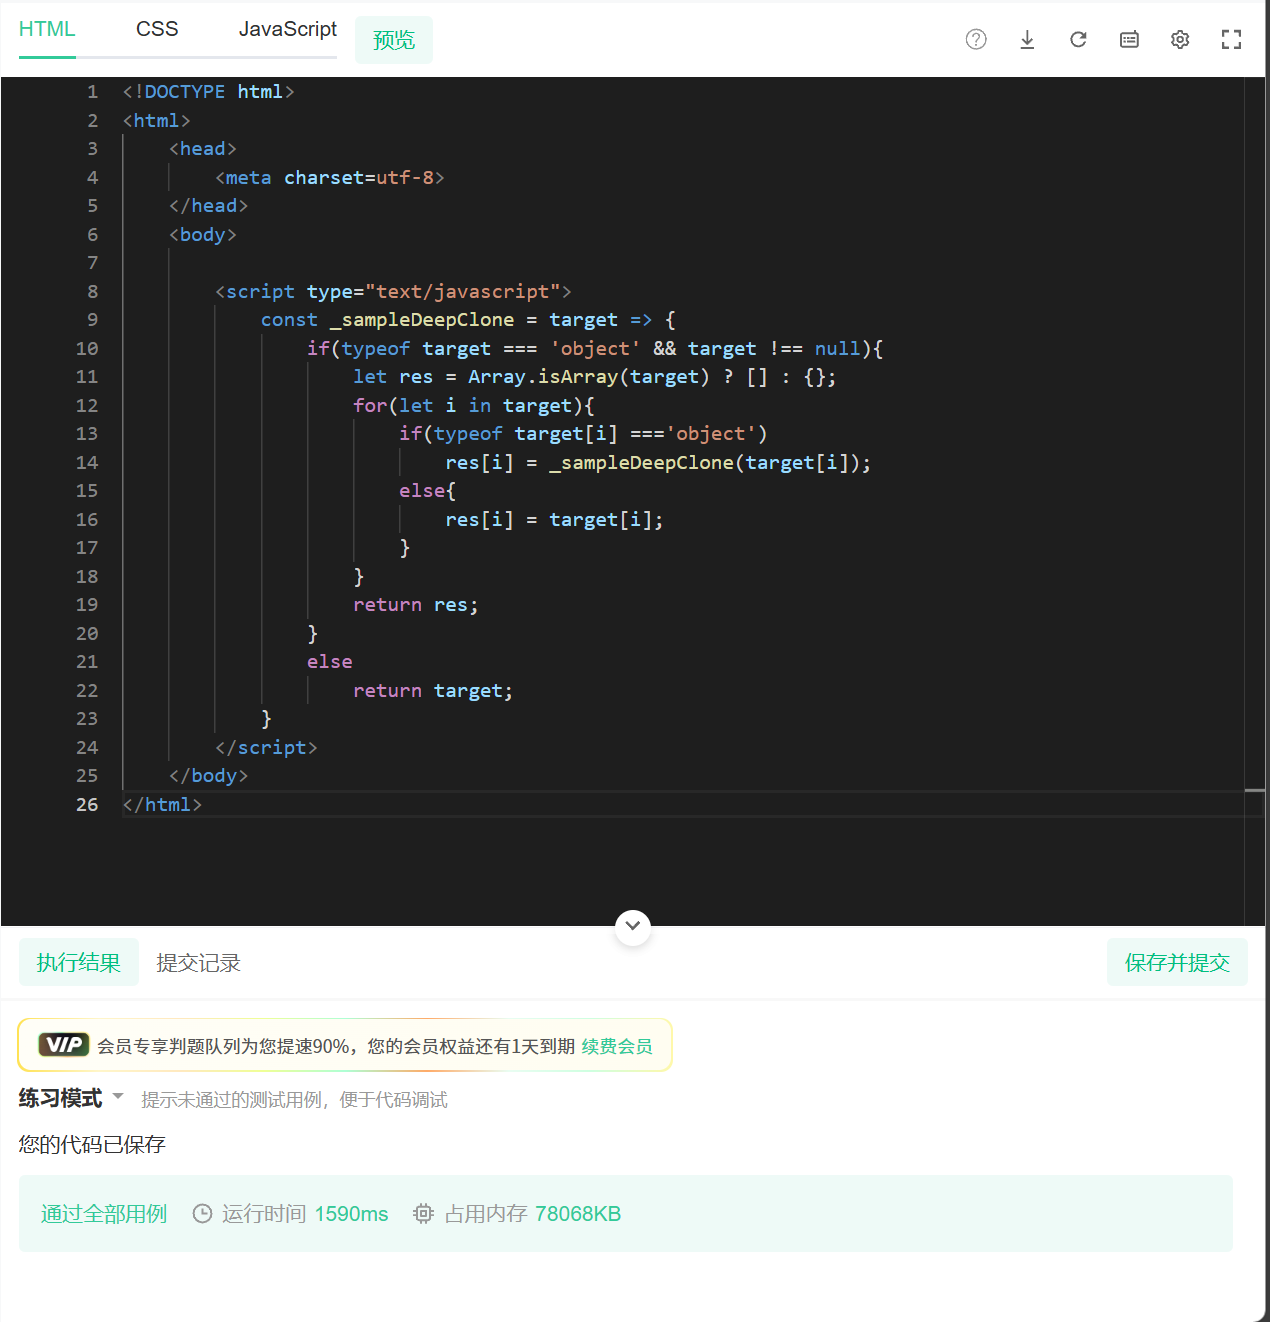 HTML CSS JavaScript 预览
1 <!DOCTYPE html>
2 <html>
3 <head>
4 <meta charset=utf-8>
5 </head>
6 <body>
7
8 <script type="text/javascript">
9 const _sampleDeepClone = target => {
10 if(typeof target === 'object' && target !== null){
11 let res = Array.isArray(target) ? [] : {};
12 for(let i in target){
13 if(typeof target[i] ==='object')
14 res[i] = _sampleDeepClone(target[i]);
15 else{
16 res[i] = target[i];
17 }
18 }
19 return res;
20 }
21 else
22 return target;
23 }
24 </script>
25 </body>
26 </html>
执行结果 提交记录 保存并提交
VIP 会员专享判题队列为您提速90%，您的会员权益还有1天到期 续费会员
练习模式 提示未通过的测试用例，便于代码调试
您的代码已保存
通过全部用例 运行时间 1590ms 占用内存 78068KB